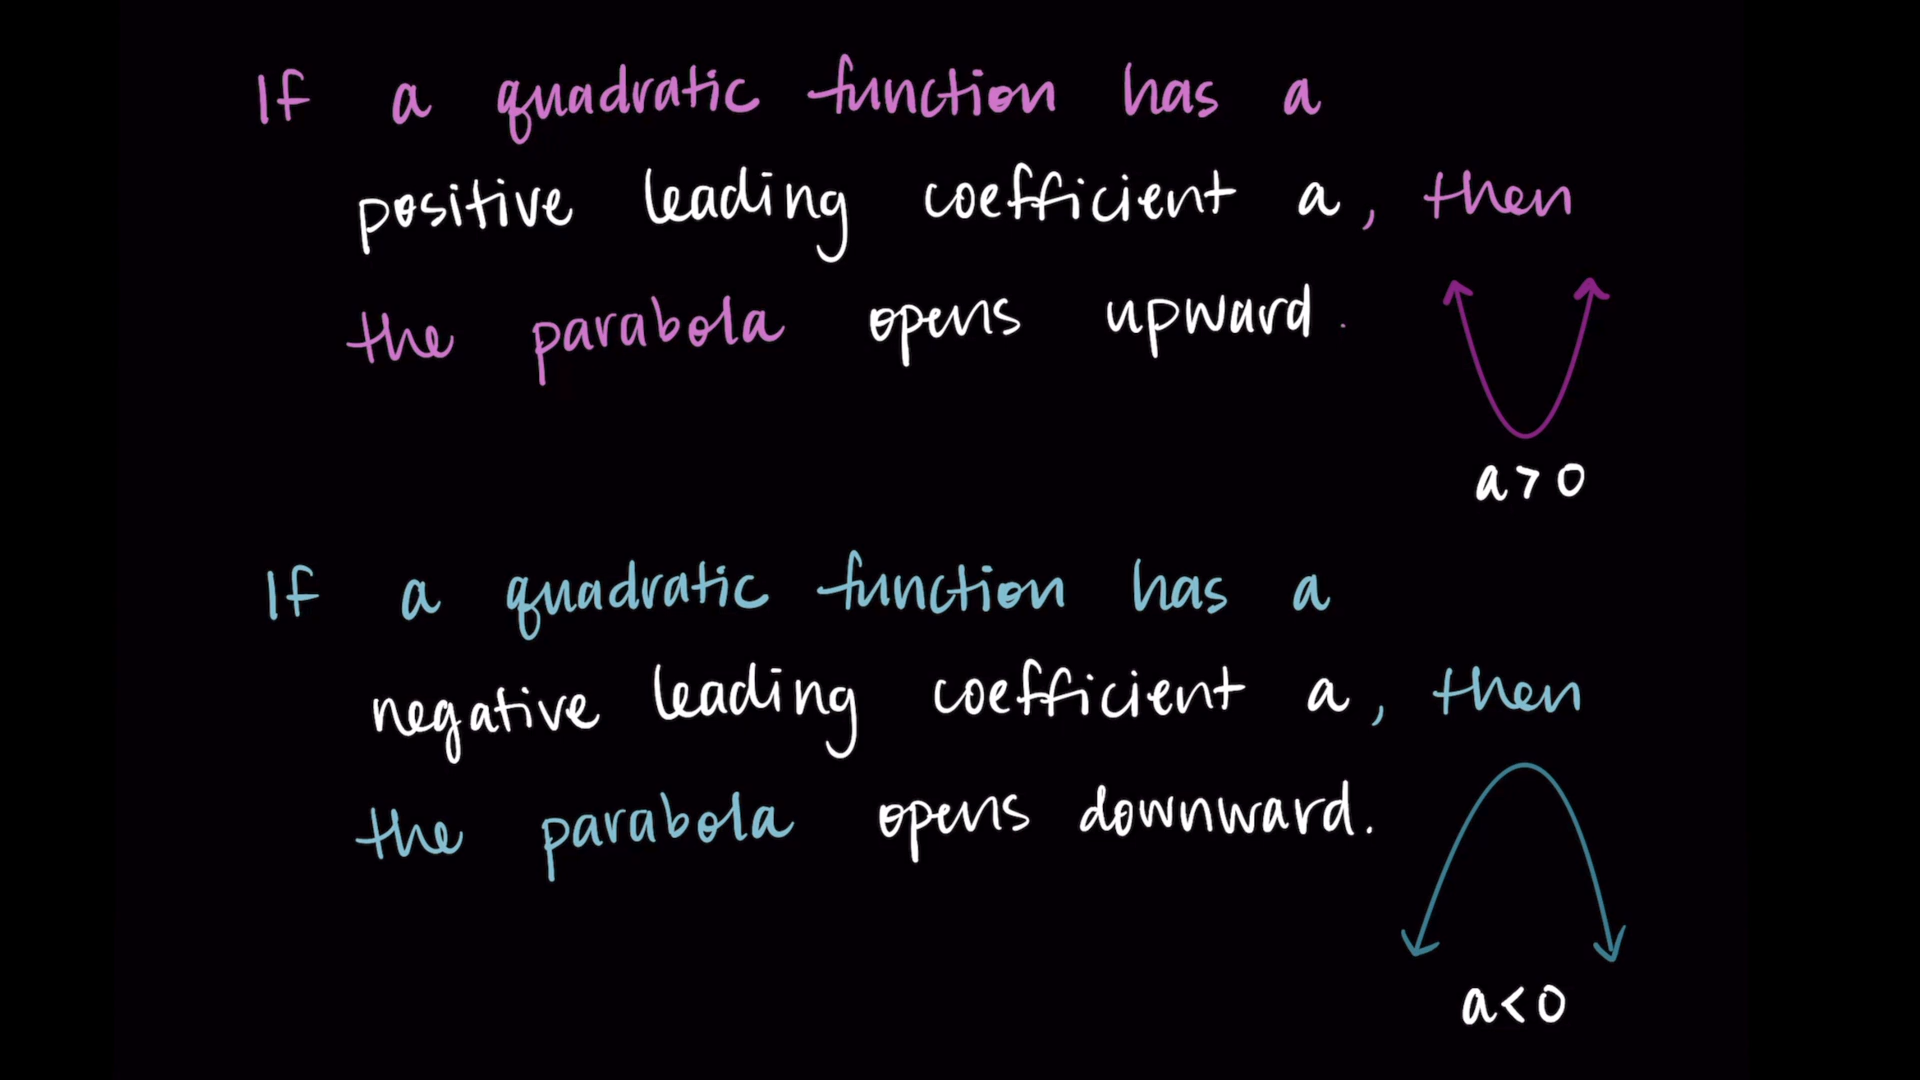 If a quadratic function has a
positive leading coefficient a, then
the parabola opens upward.
a > 0
If a quadratic function has a
negative leading coefficient a, then
the parabola opens downward.
a < 0